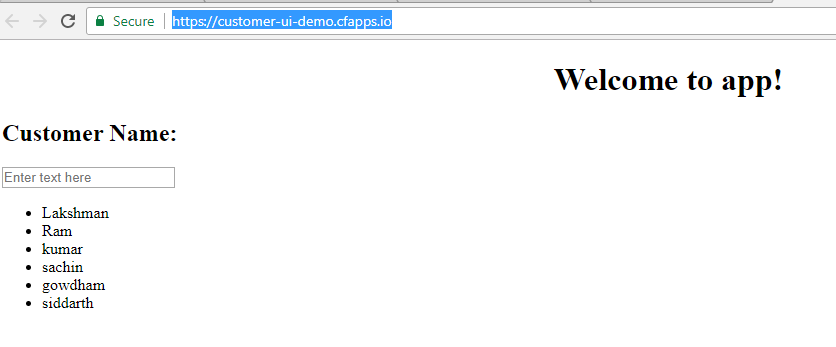 Secure https://customer-ui-demo.cfapps.io
Welcome to app!
Customer Name:
Enter text here
Lakshman
Ram
kumar
sachin
gowdham
siddarth